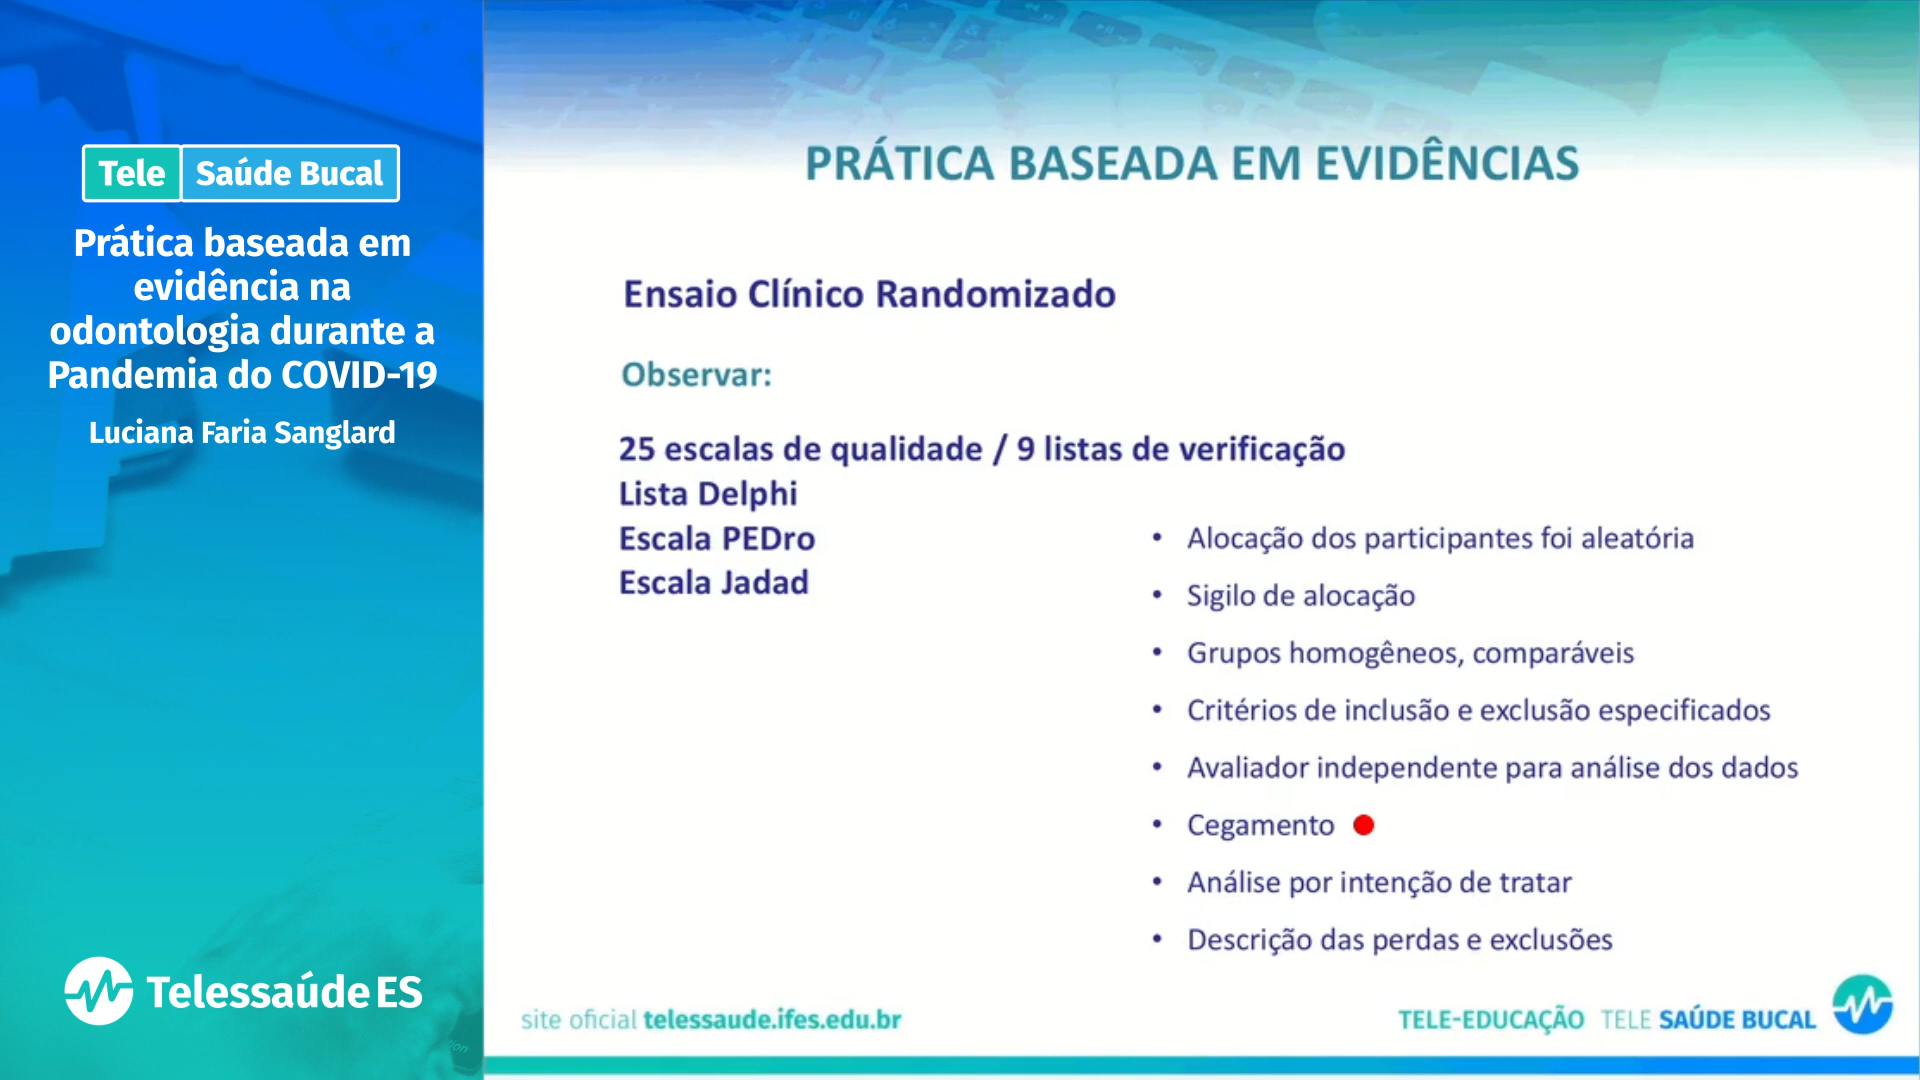 Tele Saúde Bucal
Prática baseada em
evidência na
odontologia durante a
Pandemia do COVID-19
Luciana Faria Sanglard
TelessaúdeES
PRÁTICA BASEADA EM EVIDÊNCIAS
Ensaio Clínico Randomizado
Observar:
25 escalas de qualidade / 9 listas de verificação
Lista Delphi
Escala PEDro
Escala Jadad
• Alocação dos participantes foi aleatória
• Sigilo de alocação
• Grupos homogêneos, comparáveis
• Critérios de inclusão e exclusão especificados
• Avaliador independente para análise dos dados
• Cegamento
• Análise por intenção de tratar
• Descrição das perdas e exclusões
site oficial telessaude.ifes.edu.br
TELE-EDUCAÇÃO TELE SAÚDE BUCAL